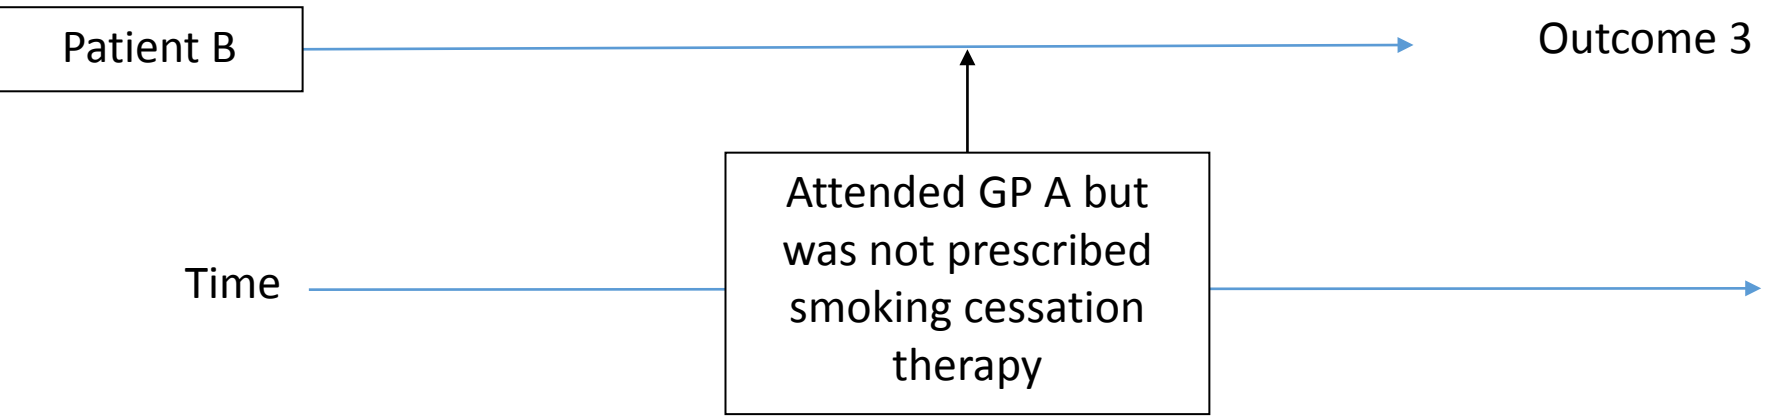 Patient B
Outcome 3
Attended GP A but
was not prescribed
smoking cessation
therapy
Time